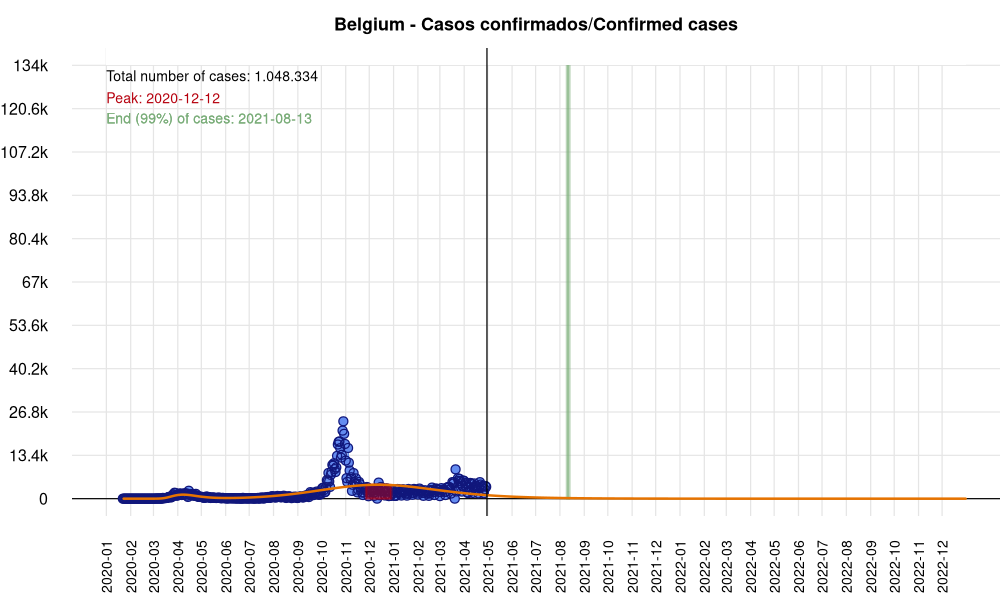 Belgium - Casos confirmados/Confirmed cases
134k
120.6k
107.2k
93.8k
80.4k
67k
53.6k
40.2k
26.8k
13.4k
0
Total number of cases: 1.048.334
Peak: 2020-12-12
End (99%) of cases: 2021-08-13
2020-01
2020-02
2020-03
2020-04
2020-05
2020-06
2020-07
2020-08
2020-09
2020-10
2020-11
2020-12
2021-01
2021-02
2021-03
2021-04
2021-05
2021-06
2021-07
2021-08
2021-09
2021-10
2021-11
2021-12
2022-01
2022-02
2022-03
2022-04
2022-05
2022-06
2022-07
2022-08
2022-09
2022-10
2022-11
2022-12